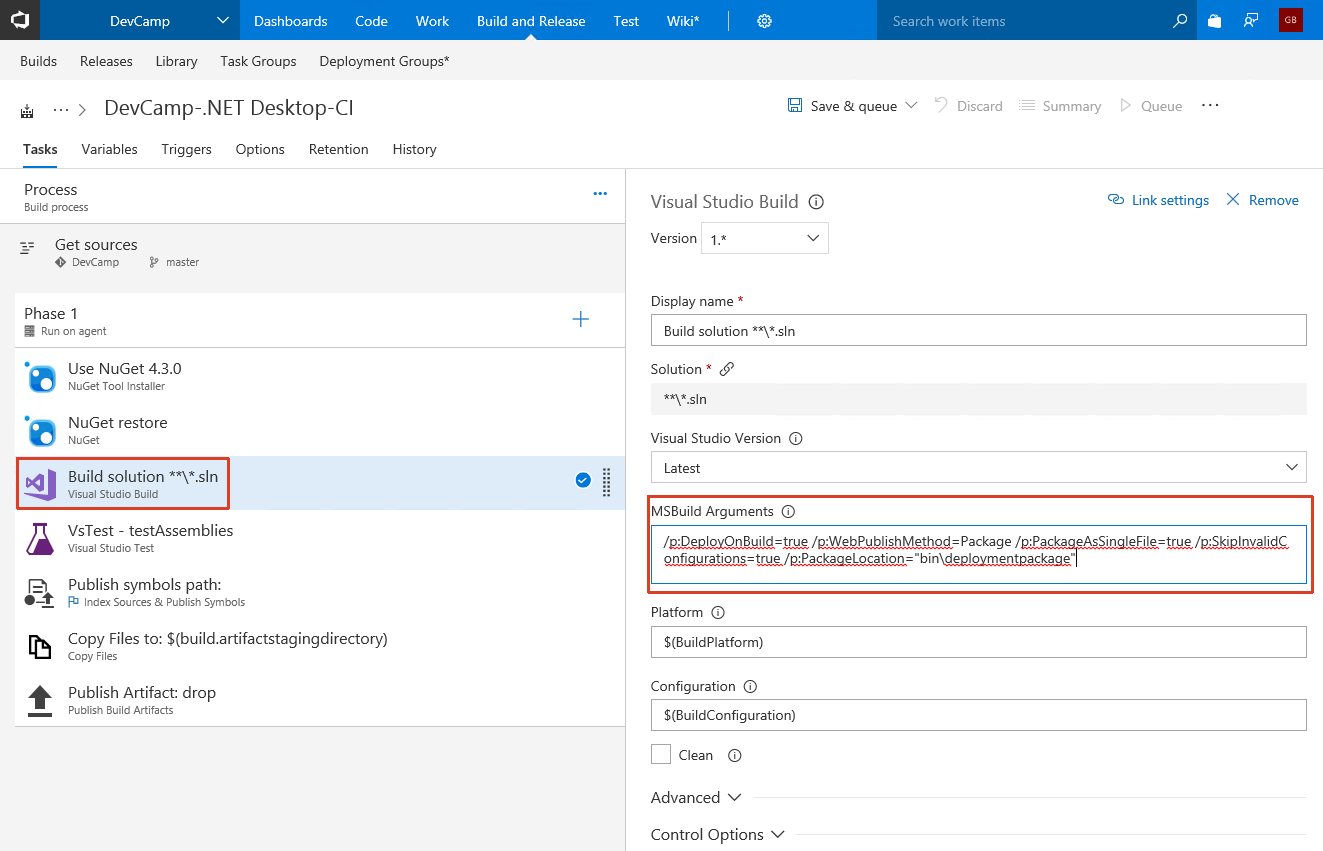 DevCamp
Dashboards Code Work Build and Release Test Wiki*
Search work items
GB
Builds Releases Library Task Groups Deployment Groups*
DevCamp-.NET Desktop-CI
Save & queue Discard Summary Queue
Tasks Variables Triggers Options Retention History
Process
Build process
Get sources
DevCamp master
Phase 1
Run on agent
Use NuGet 4.3.0
NuGet Tool Installer
NuGet restore
NuGet
Build solution **\*.sln
Visual Studio Build
VsTest - testAssemblies
Visual Studio Test
Publish symbols path:
Index Sources & Publish Symbols
Copy Files to: $(build.artifactstagingdirectory)
Copy Files
Publish Artifact: drop
Publish Build Artifacts
Visual Studio Build
Link settings Remove
Version 1.*
Display name *
Build solution **\*.sln
Solution *
**\*.sln
Visual Studio Version
Latest
MSBuild Arguments
/p:DeployOnBuild=true /p:WebPublishMethod=Package /p:PackageAsSingleFile=true /p:SkipInvalidC
onfigurations=true /p:PackageLocation="bin\deploymentpackage"
Platform
$(BuildPlatform)
Configuration
$(BuildConfiguration)
Clean
Advanced
Control Options